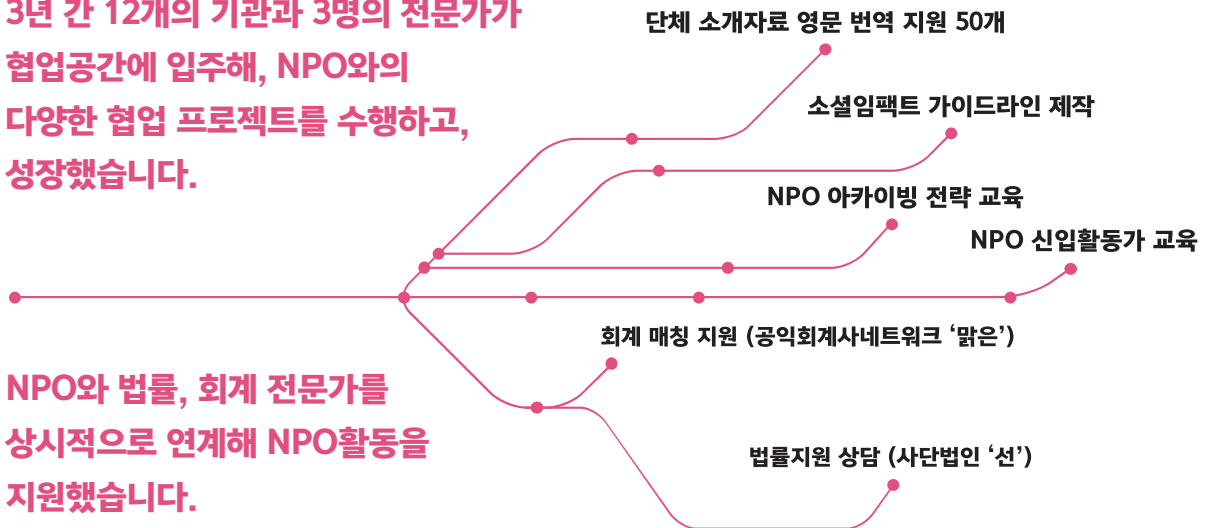 3년 간 12개의 기관과 3명의 전문가가
협업공간에 입주해, NPO와의
다양한 협업 프로젝트를 수행하고,
성장했습니다.
단체 소개자료 영문 번역 지원 50개
소셜임팩트 가이드라인 제작
NPO 아카이빙 전략 교육
NPO 신입활동가 교육
회계 매칭 지원 (공익회계사네트워크 ‘맑은’)
NPO와 법률, 회계 전문가를
상시적으로 연계해 NPO활동을
지원했습니다.
법률지원 상담 (사단법인 ‘선’)